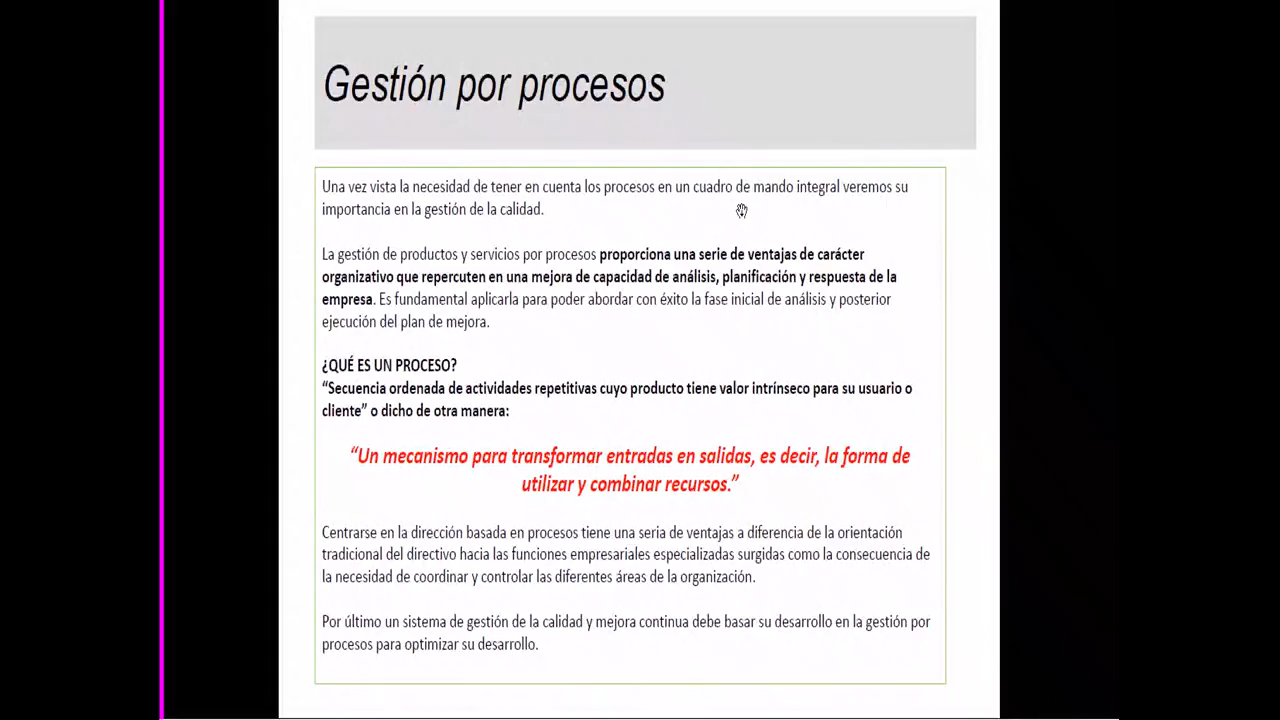 Gestión por procesos
Una vez vista la necesidad de tener en cuenta los procesos en un cuadro de mando integral veremos su
importancia en la gestión de la calidad.
La gestión de productos y servicios por procesos proporciona una serie de ventajas de carácter
organizativo que repercuten en una mejora de capacidad de análisis, planificación y respuesta de la
empresa. Es fundamental aplicarla para poder abordar con éxito la fase inicial de análisis y posterior
ejecución del plan de mejora.
¿QUÉ ES UN PROCESO?
“Secuencia ordenada de actividades repetitivas cuyo producto tiene valor intrínseco para su usuario o
cliente” o dicho de otra manera:
“Un mecanismo para transformar entradas en salidas, es decir, la forma de
utilizar y combinar recursos.”
Centrarse en la dirección basada en procesos tiene una seria de ventajas a diferencia de la orientación
tradicional del directivo hacia las funciones empresariales especializadas surgidas como la consecuencia de
la necesidad de coordinar y controlar las diferentes áreas de la organización.
Por último un sistema de gestión de la calidad y mejora continua debe basar su desarrollo en la gestión por
procesos para optimizar su desarrollo.